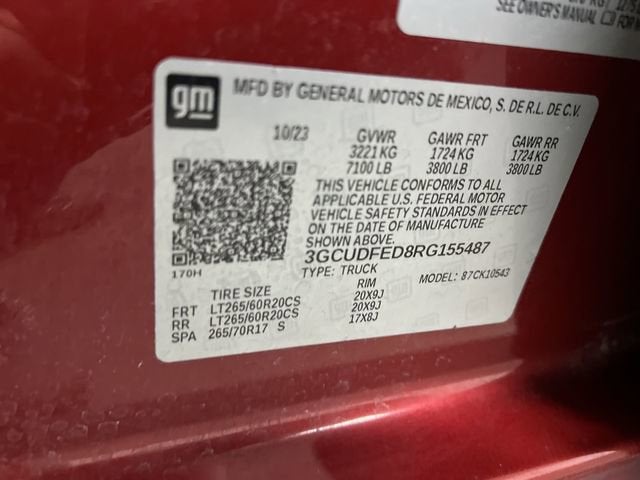 SEE OWNER'S MANUAL
gm
MFD BY GENERAL MOTORS DE MEXICO, S. DE R.L. DE C.V.
10/23 GVWR GAWR FRT GAWR RR
3221 KG 1724 KG 1724 KG
7100 LB 3800 LB 3800 LB
THIS VEHICLE CONFORMS TO ALL
APPLICABLE U.S. FEDERAL MOTOR
VEHICLE SAFETY STANDARDS IN EFFECT
ON THE DATE OF MANUFACTURE
SHOWN ABOVE.
3GCUDFED8RG155487
170H
TYPE: TRUCK MODEL: 87CK10543
TIRE SIZE RIM
FRT LT265/60R20CS 20X9J
RR LT265/60R20CS 20X9J
SPA 265/70R17 S 17X8J